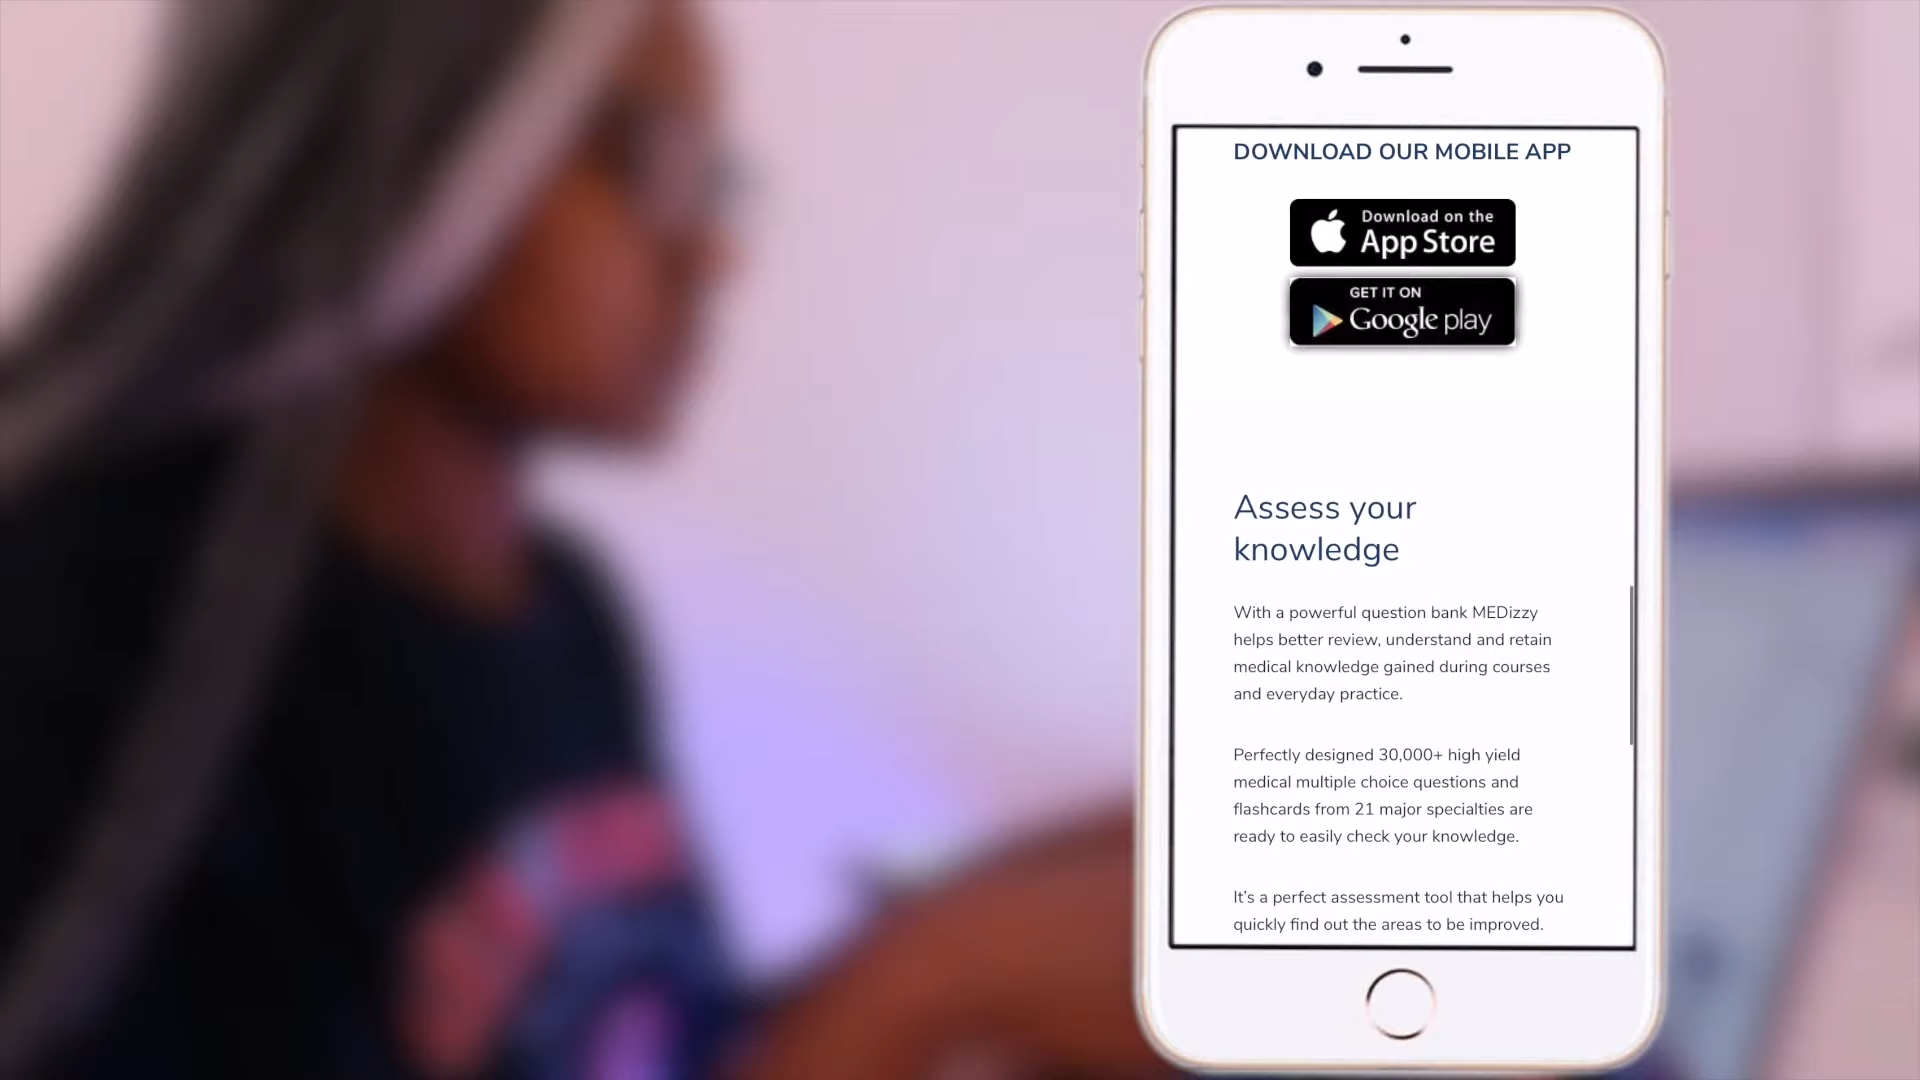 DOWNLOAD OUR MOBILE APP
Download on the
App Store
GET IT ON
Google play
Assess your
knowledge
With a powerful question bank MEDizzy
helps better review, understand and retain
medical knowledge gained during courses
and everyday practice.
Perfectly designed 30,000+ high yield
medical multiple choice questions and
flashcards from 21 major specialties are
ready to easily check your knowledge.
It's a perfect assessment tool that helps you
quickly find out the areas to be improved.